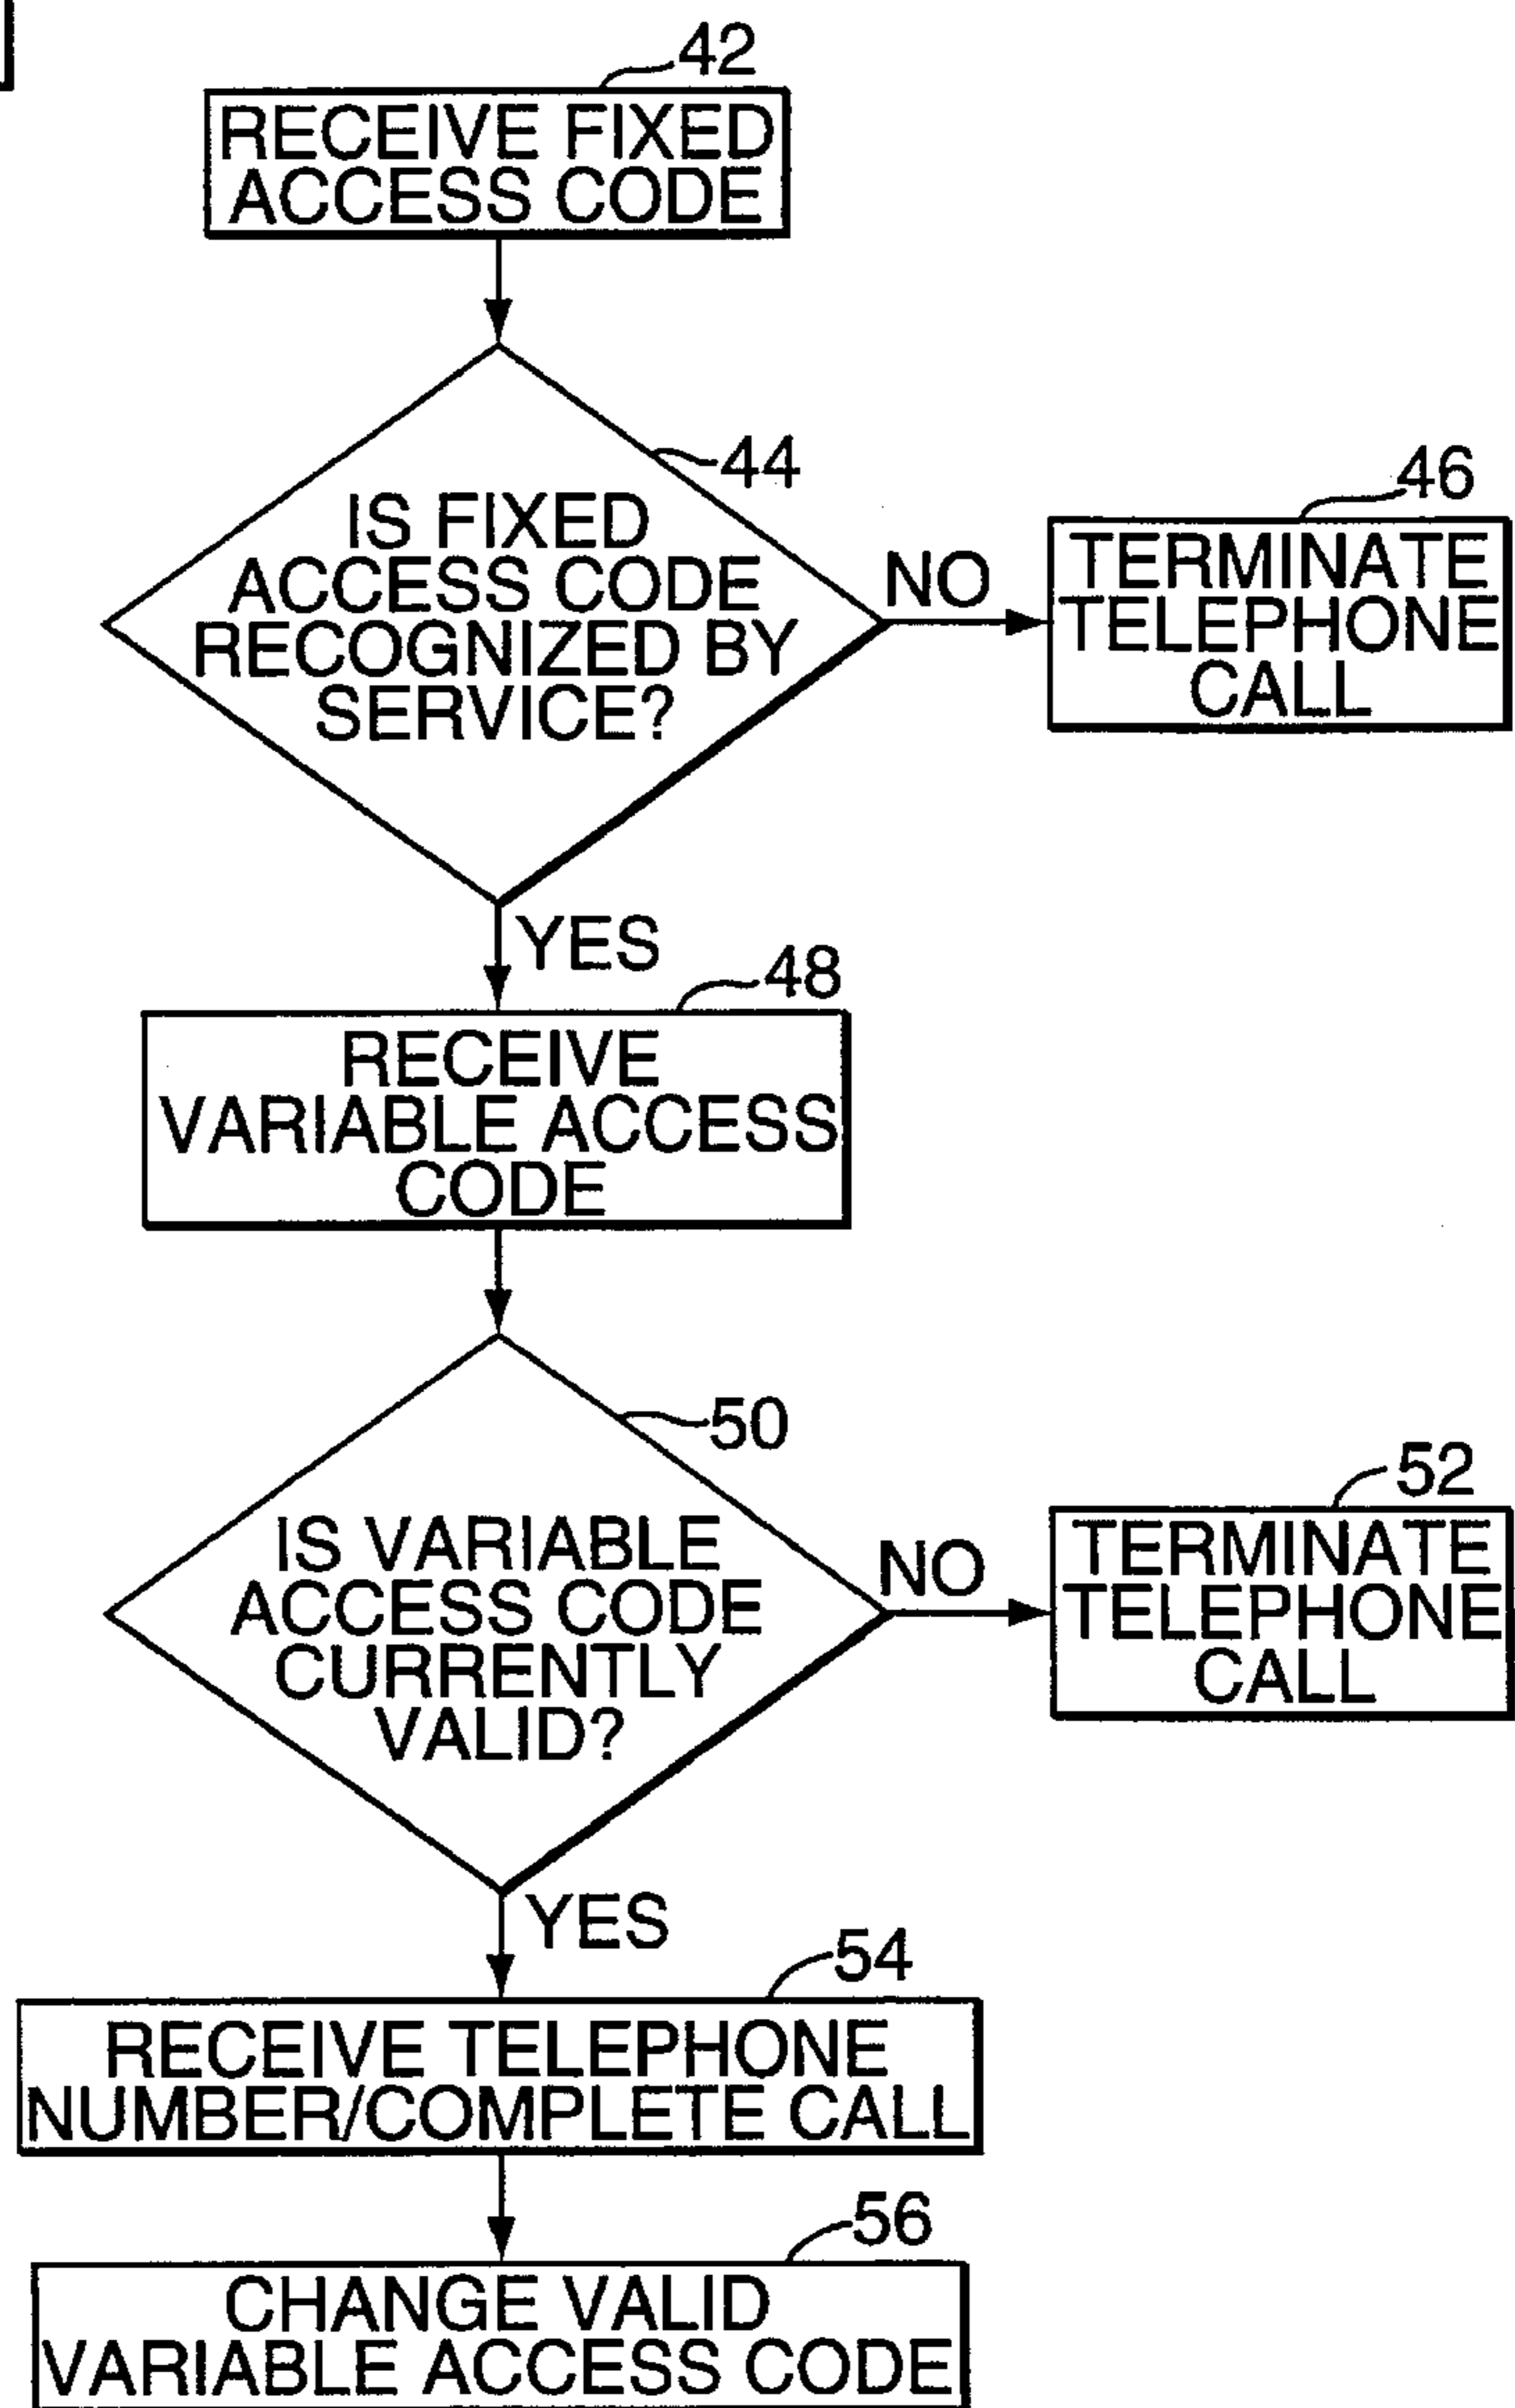 42
RECEIVE FIXED
ACCESS CODE
44
IS FIXED
ACCESS CODE
RECOGNIZED BY
SERVICE?
NO
46
TERMINATE
TELEPHONE
CALL
YES
48
RECEIVE
VARIABLE ACCESS
CODE
50
IS VARIABLE
ACCESS CODE
CURRENTLY
VALID?
NO
52
TERMINATE
TELEPHONE
CALL
YES
54
RECEIVE TELEPHONE
NUMBER/COMPLETE CALL
56
CHANGE VALID
VARIABLE ACCESS CODE